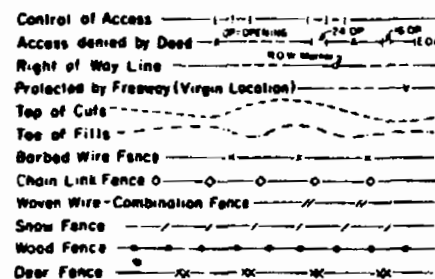 Control of Access
OP=OPENING 24 OP 16 OP
Access denied by Deed
R.O.W Marker
Right of Way Line
Protected by Freeway (Virgin Location)
Top of Cuts
Toe of Fills
Barbed Wire Fence
Chain Link Fence
Woven Wire-Combination Fence
Snow Fence
Wood Fence
Deer Fence